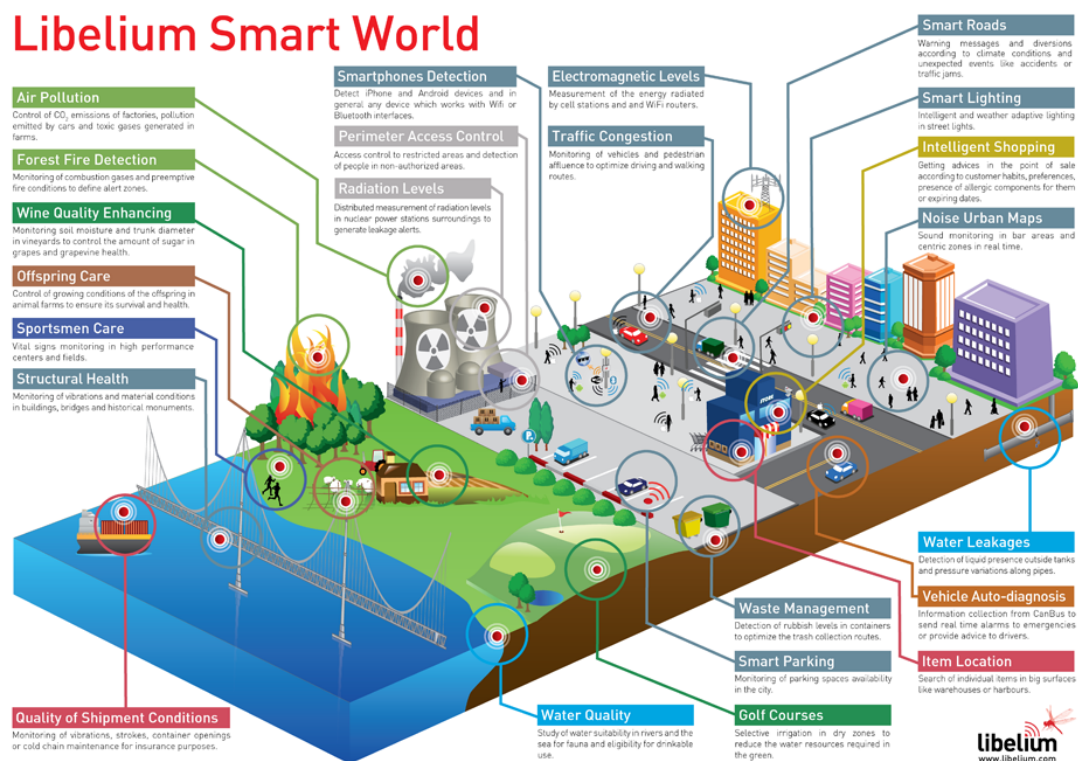 Libelium Smart World
Air Pollution
Control of CO₂ emissions of factories, pollution
emitted by cars and toxic gases generated in
farms.
Forest Fire Detection
Monitoring of combustion gases and preemptive
fire conditions to define alert zones.
Wine Quality Enhancing
Monitoring soil moisture and trunk diameter
in vineyards to control the amount of sugar in
grapes and grapevine health.
Offspring Care
Control of growing conditions of the offspring in
animal farms to ensure its survival and health.
Sportsmen Care
Vital signs monitoring in high performance
centers and fields.
Structural Health
Monitoring of vibrations and material conditions
in buildings, bridges and historical monuments.
Quality of Shipment Conditions
Monitoring of vibrations, strokes, container openings
or cold chain maintenance for insurance purposes.
Smartphones Detection
Detect iPhone and Android devices and in
general any device which works with Wifi or
Bluetooth interfaces.
Perimeter Access Control
Access control to restricted areas and detection
of people in non-authorized areas.
Radiation Levels
Distributed measurement of radiation levels
in nuclear power stations surroundings to
generate leakage alerts.
Electromagnetic Levels
Measurement of the energy radiated
by cell stations and and WiFi routers.
Traffic Congestion
Monitoring of vehicles and pedestrian
affluence to optimize driving and walking
routes.
Smart Roads
Warning messages and diversions
according to climate conditions and
unexpected events like accidents or
traffic jams.
Smart Lighting
Intelligent and weather adaptive lighting
in street lights.
Intelligent Shopping
Getting advices in the point of sale
according to customer habits, preferences,
presence of allergic components for them
or expiring dates.
Noise Urban Maps
Sound monitoring in bar areas and
centric zones in real time.
STORE
P
Water Leakages
Detection of liquid presence outside tanks
and pressure variations along pipes.
Vehicle Auto-diagnosis
Information collection from CanBus to
send real time alarms to emergencies
or provide advice to drivers.
Item Location
Search of individual items in big surfaces
like warehouses or harbours.
Waste Management
Detection of rubbish levels in containers
to optimize the trash collection routes.
Smart Parking
Monitoring of parking spaces availability
in the city.
Golf Courses
Selective irrigation in dry zones to
reduce the water resources required in
the green.
Water Quality
Study of water suitability in rivers and the
sea for fauna and eligibility for drinkable
use.
libelium
www.libelium.com